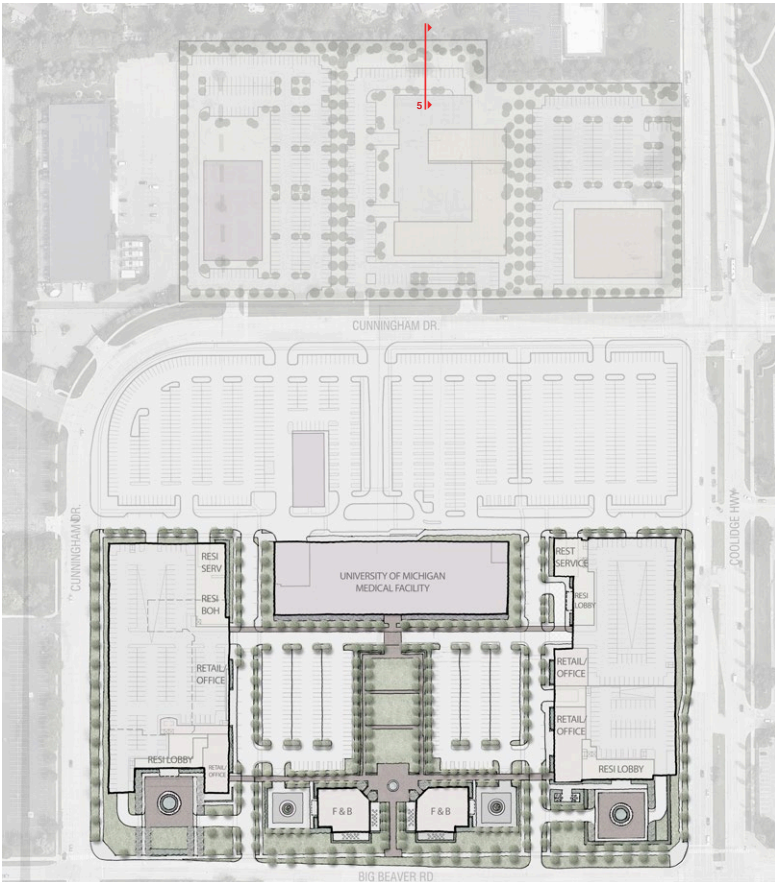 5
CUNNINGHAM DR.
CUNNINGHAM DR.
COOLIDGE HWY
RESI
SERV
RESI
BOH
RETAIL/
OFFICE
RESI LOBBY
RETAIL/
OFFICE
UNIVERSITY OF MICHIGAN
MEDICAL FACILITY
REST
SERVICE
RESI
LOBBY
RETAIL/
OFFICE
RETAIL/
OFFICE
RESI LOBBY
F & B
F & B
BIG BEAVER RD.